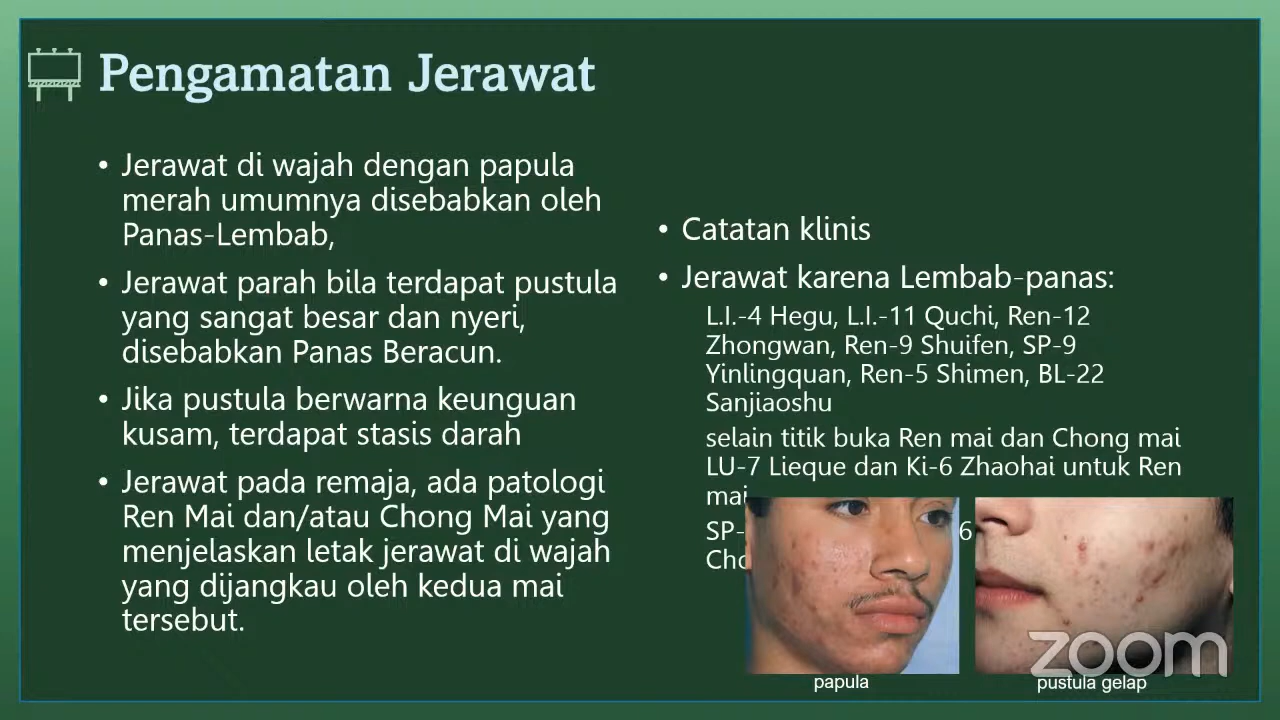 Pengamatan Jerawat
• Jerawat di wajah dengan papula
merah umumnya disebabkan oleh
Panas-Lembab,
• Jerawat parah bila terdapat pustula
yang sangat besar dan nyeri,
disebabkan Panas Beracun.
• Jika pustula berwarna keunguan
kusam, terdapat stasis darah
• Jerawat pada remaja, ada patologi
Ren Mai dan/atau Chong Mai yang
menjelaskan letak jerawat di wajah
yang dijangkau oleh kedua mai
tersebut.
• Catatan klinis
• Jerawat karena Lembab-panas:
L.I.-4 Hegu, L.I.-11 Quchi, Ren-12
Zhongwan, Ren-9 Shuifen, SP-9
Yinlingquan, Ren-5 Shimen, BL-22
Sanjiaoshu
selain titik buka Ren mai dan Chong mai
LU-7 Lieque dan Ki-6 Zhaohai untuk Ren
mai
SP- 6
papula
pustula gelap
zoom